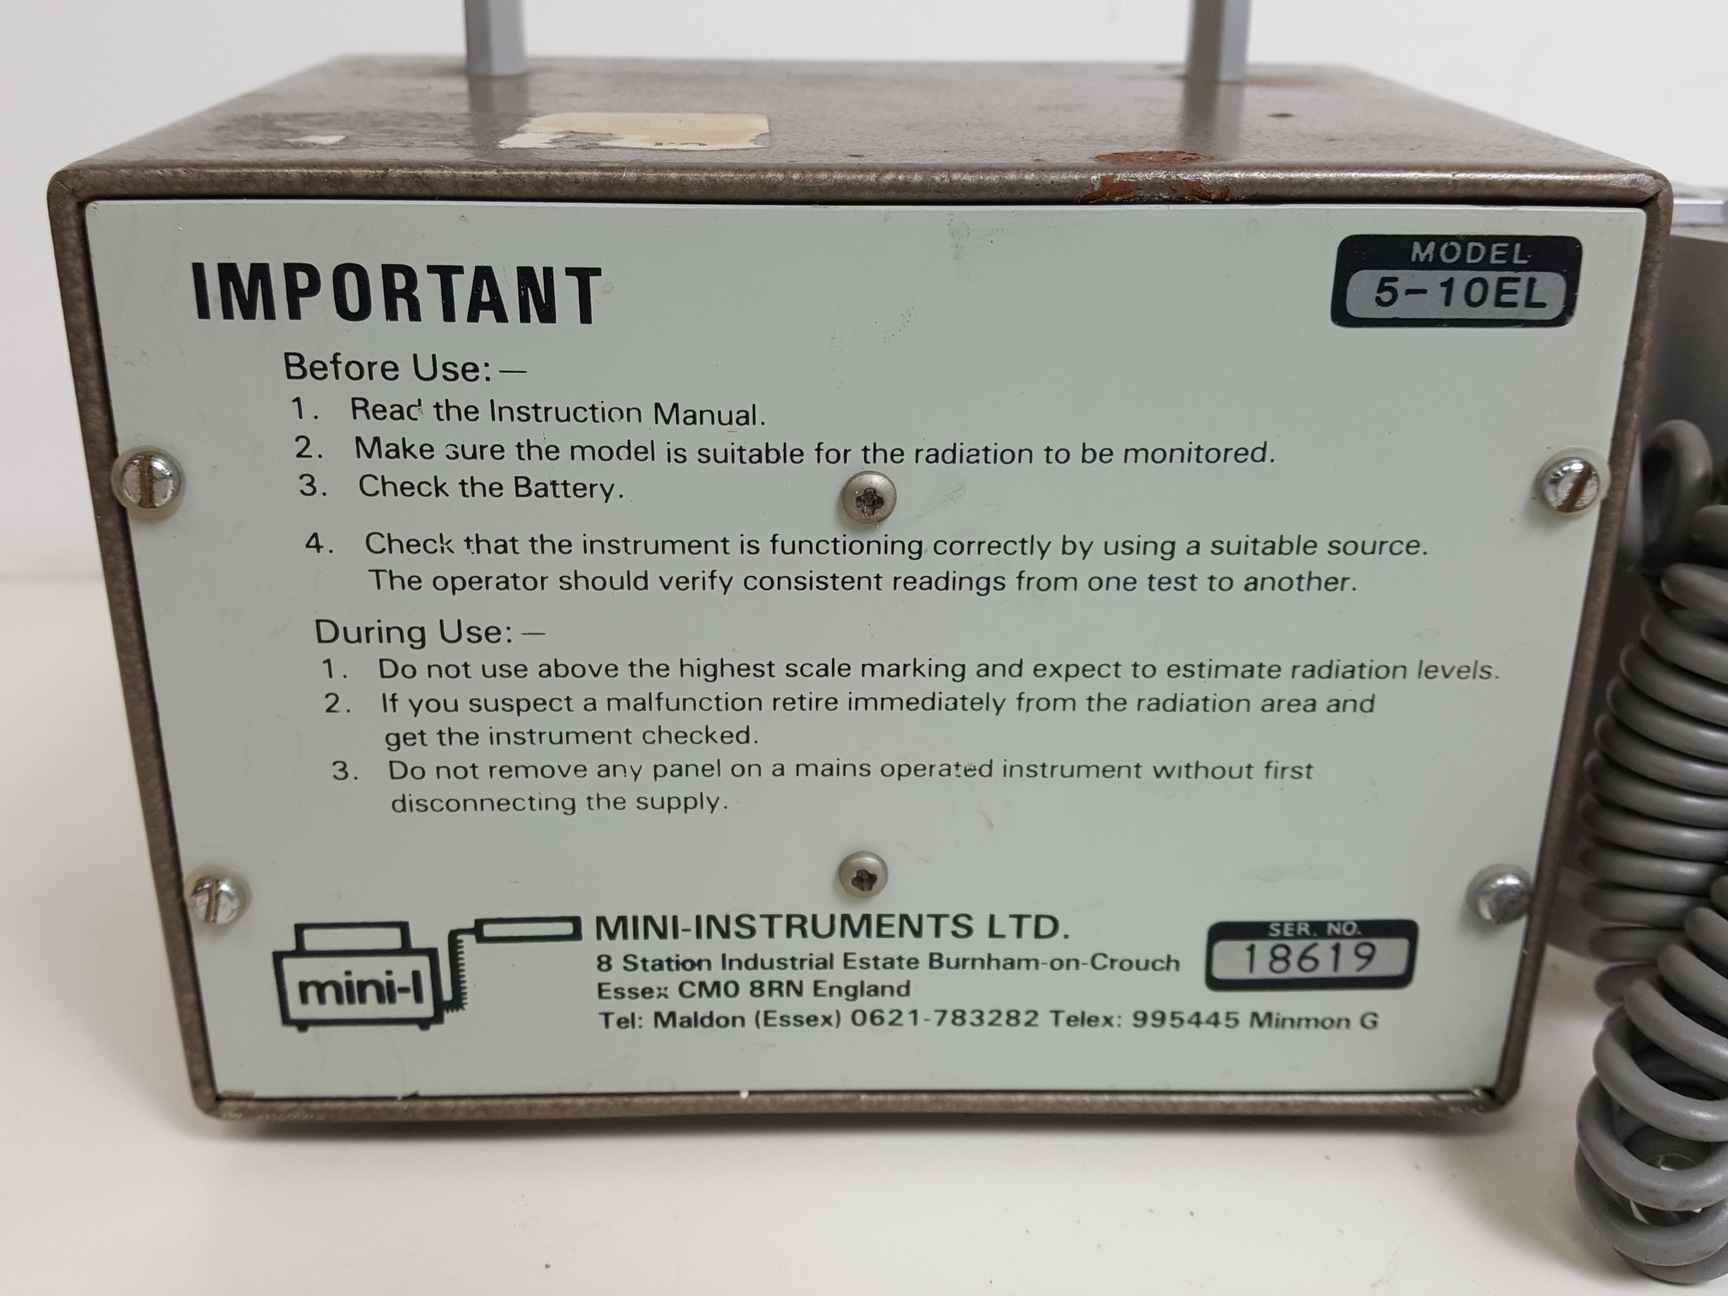 IMPORTANT
MODEL
5-10EL
Before Use:—
1. Read the Instruction Manual.
2. Make sure the model is suitable for the radiation to be monitored.
3. Check the Battery.
4. Check that the instrument is functioning correctly by using a suitable source.
The operator should verify consistent readings from one test to another.
During Use:—
1. Do not use above the highest scale marking and expect to estimate radiation levels.
2. If you suspect a malfunction retire immediately from the radiation area and
get the instrument checked.
3. Do not remove any panel on a mains operated instrument without first
disconnecting the supply.
mini-I
MINI-INSTRUMENTS LTD.
8 Station Industrial Estate Burnham-on-Crouch
Essex CM0 8RN England
Tel: Maldon (Essex) 0621-783282 Telex: 995445 Minmon G
SER. NO.
18619